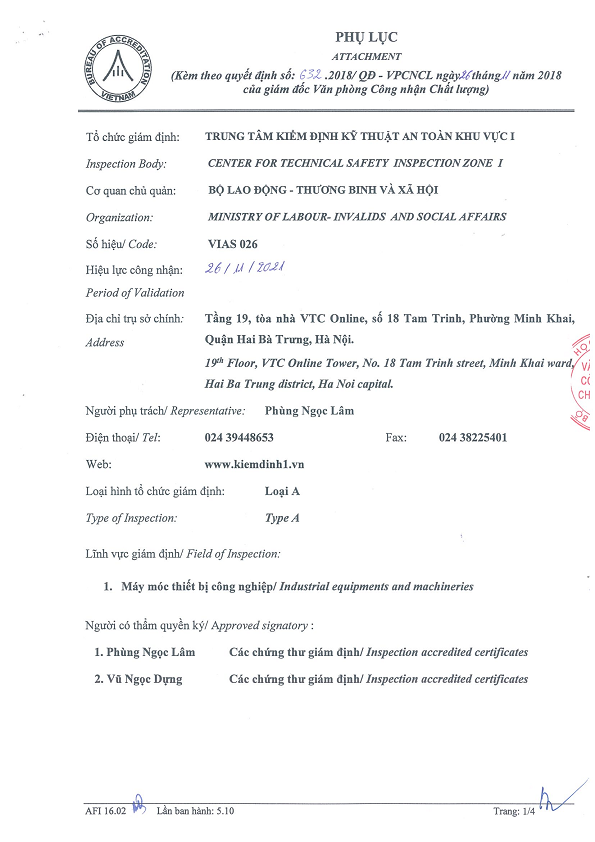 BUREAU OF ACCREDITATION
VIETNAM
PHỤ LỤC
ATTACHMENT
(Kèm theo quyết định số: 632 .2018/ QĐ - VPCNCL ngày 26 tháng 11 năm 2018
của giám đốc Văn phòng Công nhận Chất lượng)
Tổ chức giám định: TRUNG TÂM KIỂM ĐỊNH KỸ THUẬT AN TOÀN KHU VỰC I
Inspection Body: CENTER FOR TECHNICAL SAFETY INSPECTION ZONE I
Cơ quan chủ quản: BỘ LAO ĐỘNG - THƯƠNG BINH VÀ XÃ HỘI
Organization: MINISTRY OF LABOUR- INVALIDS AND SOCIAL AFFAIRS
Số hiệu/ Code: VIAS 026
Hiệu lực công nhận: 26 / 11 / 2021
Period of Validation
Địa chỉ trụ sở chính: Tầng 19, tòa nhà VTC Online, số 18 Tam Trinh, Phường Minh Khai,
Address Quận Hai Bà Trưng, Hà Nội.
19th Floor, VTC Online Tower, No. 18 Tam Trinh street, Minh Khai ward,
Hai Ba Trung district, Ha Noi capital.
Người phụ trách/ Representative: Phùng Ngọc Lâm
Điện thoại/ Tel: 024 39448653 Fax: 024 38225401
Web: www.kiemdinh1.vn
Loại hình tổ chức giám định: Loại A
Type of Inspection: Type A
Lĩnh vực giám định/ Field of Inspection:
1. Máy móc thiết bị công nghiệp/ Industrial equipments and machineries
Người có thẩm quyền ký/ Approved signatory :
1. Phùng Ngọc Lâm Các chứng thư giám định/ Inspection accredited certificates
2. Vũ Ngọc Dựng Các chứng thư giám định/ Inspection accredited certificates
AFI 16.02 Lần ban hành: 5.10 Trang: 1/4